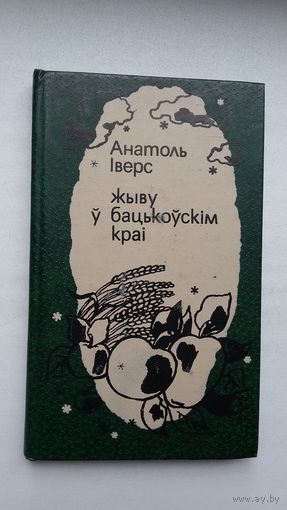 Анатоль
Іверс
жыву
ў бацькоўскім
краі
www.ay.by